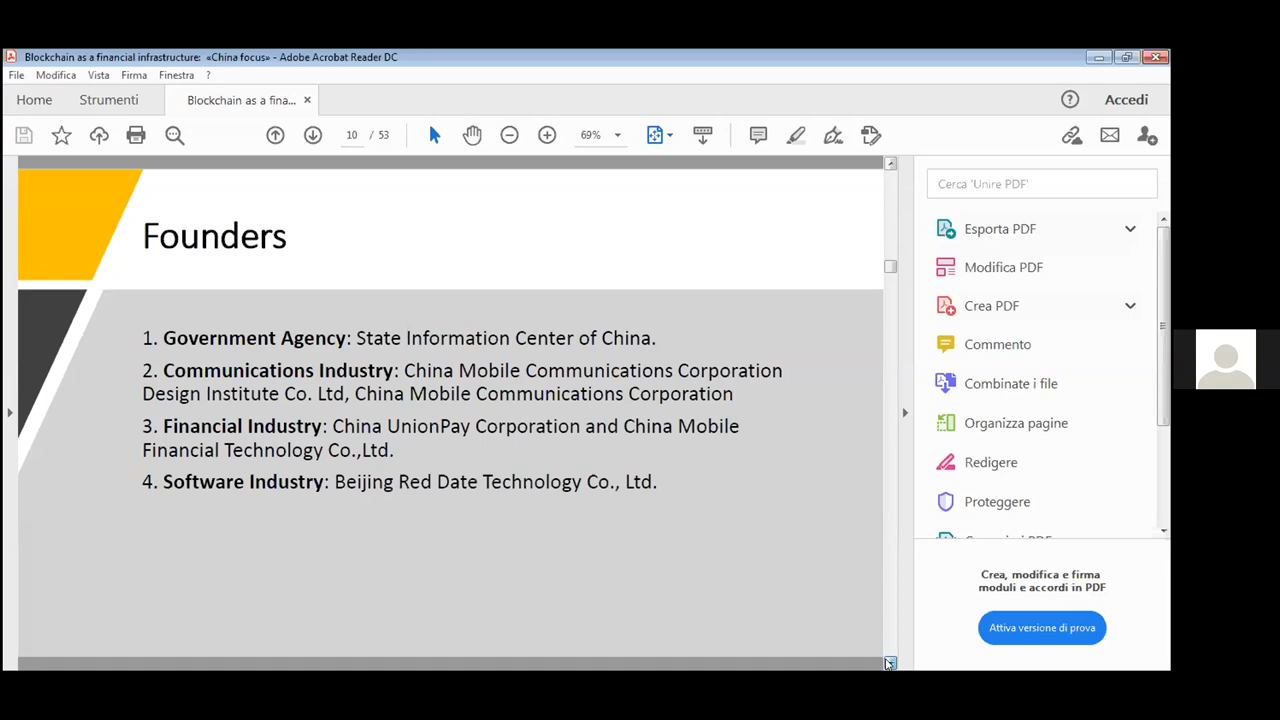 Blockchain as a financial infrastructure: «China focus» - Adobe Acrobat Reader DC
File Modifica Vista Firma Finestra ?
Home Strumenti Blockchain as a fina... × Accedi
10 / 53 69%
Founders
1. Government Agency: State Information Center of China.
2. Communications Industry: China Mobile Communications Corporation
Design Institute Co. Ltd, China Mobile Communications Corporation
3. Financial Industry: China UnionPay Corporation and China Mobile
Financial Technology Co.,Ltd.
4. Software Industry: Beijing Red Date Technology Co., Ltd.
Cerca 'Unire PDF'
Esporta PDF
Modifica PDF
Crea PDF
Commento
Combinate i file
Organizza pagine
Redigere
Proteggere
Crea, modifica e firma
moduli e accordi in PDF
Attiva versione di prova